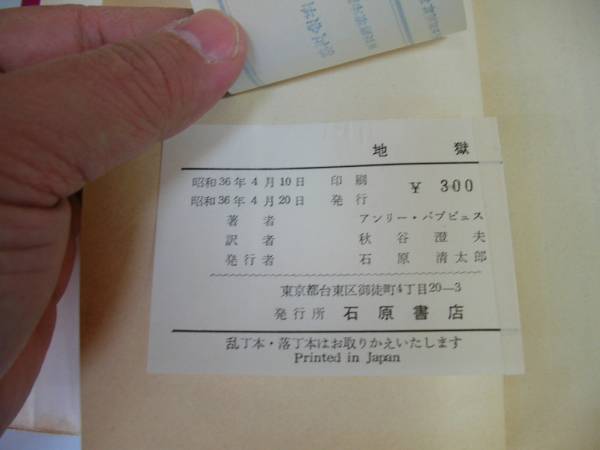 地獄
昭和36年4月10日 印刷 ¥ 300
昭和36年4月20日 発行
著者 アンリー・バブピュス
訳者 秋谷澄夫
発行者 石原清太郎
東京都台東区御徒町4丁目20—3
発行所 石原書店
乱丁本・落丁本はお取りかえいたします
Printed in Japan